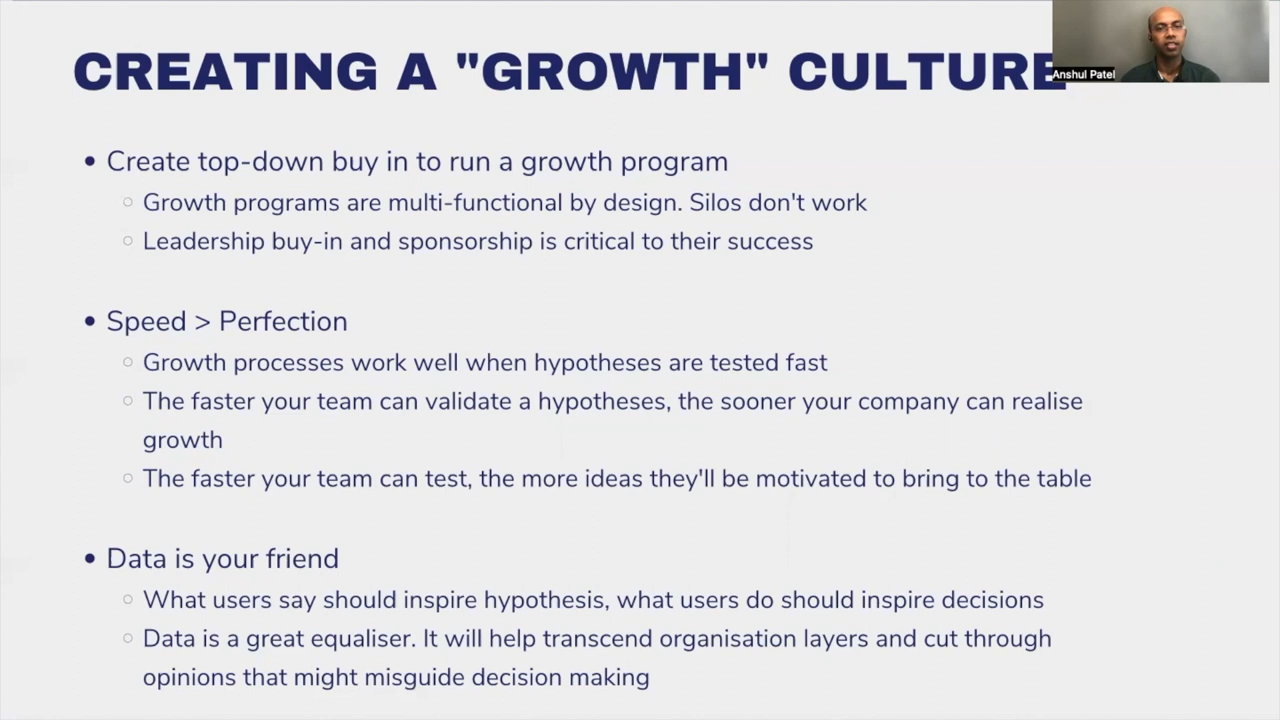 CREATING A "GROWTH" CULTURE
Anshul Patel
• Create top-down buy in to run a growth program
○ Growth programs are multi-functional by design. Silos don't work
○ Leadership buy-in and sponsorship is critical to their success
• Speed > Perfection
○ Growth processes work well when hypotheses are tested fast
○ The faster your team can validate a hypotheses, the sooner your company can realise
growth
○ The faster your team can test, the more ideas they'll be motivated to bring to the table
• Data is your friend
○ What users say should inspire hypothesis, what users do should inspire decisions
○ Data is a great equaliser. It will help transcend organisation layers and cut through
opinions that might misguide decision making